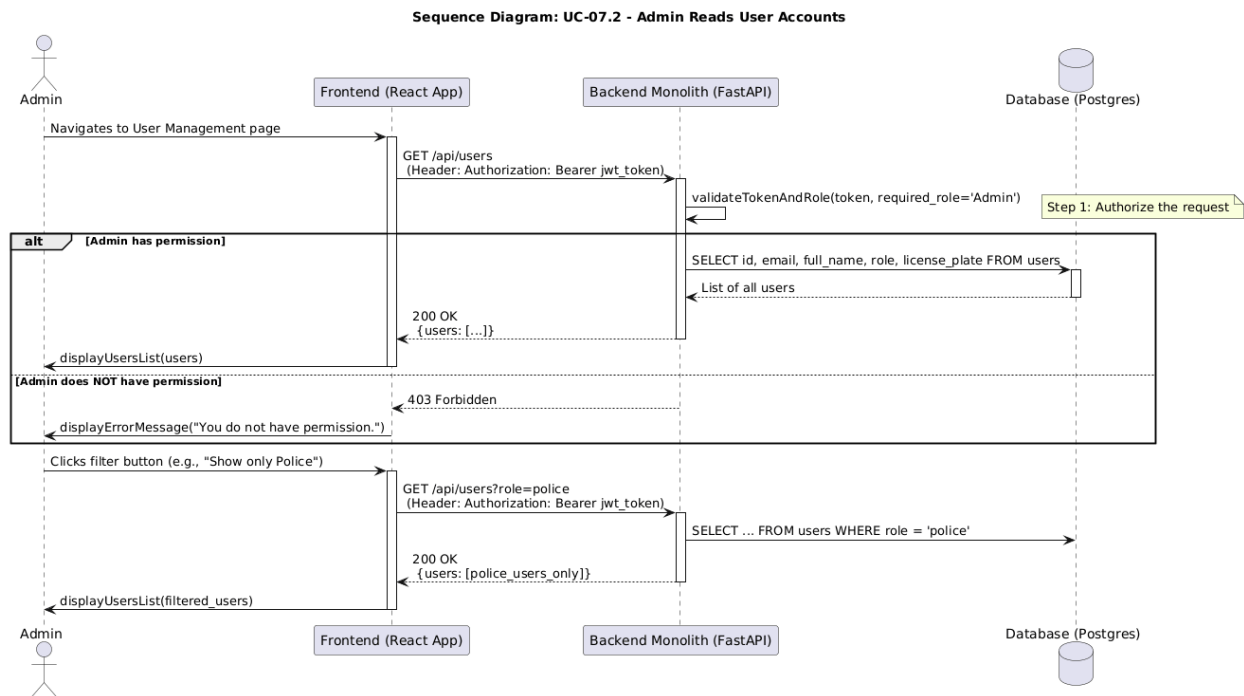 Sequence Diagram: UC-07.2 - Admin Reads User Accounts
Admin
Frontend (React App)
Backend Monolith (FastAPI)
Database (Postgres)
Navigates to User Management page
GET /api/users
(Header: Authorization: Bearer jwt_token)
validateTokenAndRole(token, required_role='Admin')
Step 1: Authorize the request
alt
[Admin has permission]
SELECT id, email, full_name, role, license_plate FROM users
List of all users
200 OK
{users: [...]}
displayUsersList(users)
[Admin does NOT have permission]
403 Forbidden
displayErrorMessage("You do not have permission.")
Clicks filter button (e.g., "Show only Police")
GET /api/users?role=police
(Header: Authorization: Bearer jwt_token)
SELECT ... FROM users WHERE role = 'police'
200 OK
{users: [police_users_only]}
displayUsersList(filtered_users)
Admin
Frontend (React App)
Backend Monolith (FastAPI)
Database (Postgres)